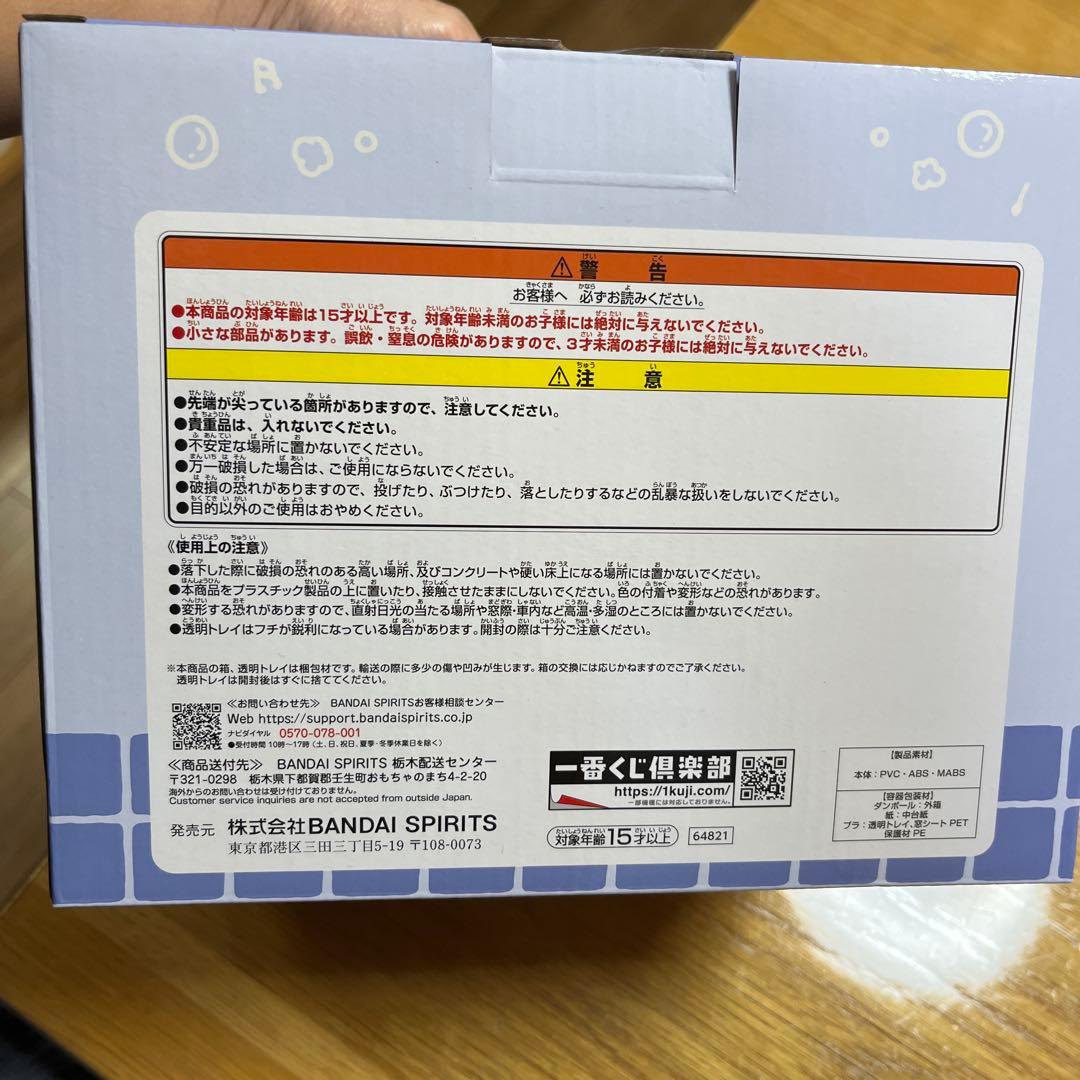 A
警告
お客様へ 必ずお読みください。
●本商品の対象年齢は15才以上です。対象年齢未満のお子様には絶対に与えないでください。
●小さな部品があります。誤飲・窒息の危険がありますので、3才未満のお子様には絶対に与えないでください。
注意
●先端が尖っている箇所がありますので、注意してください。
●貴重品は、入れないでください。
●不安定な場所に置かないでください。
●万一破損した場合は、ご使用にならないでください。
●破損の恐れがありますので、投げたり、ぶつけたり、落としたりするなどの乱暴な扱いをしないでください。
●目的以外のご使用はおやめください。
《使用上の注意》
●落下した際に破損の恐れのある高い場所、及びコンクリートや硬い床上になる場所には置かないでください。
●本商品をプラスチック製品の上に置いたり、接触させたままにしないでください。色の付着や変形などの恐れがあります。
●変形する恐れがありますので、直射日光の当たる場所や窓際・車内など高温・多湿のところには置かないでください。
●透明トレイはフチが鋭利になっている場合があります。開封の際は十分ご注意ください。
※本商品の箱、透明トレイは梱包材です。輸送の際に多少の傷や凹みが生じます。箱の交換には応じかねますのでご了承ください。
透明トレイは開封後はすぐに捨ててください。
≪お問い合わせ先≫ BANDAI SPIRITSお客様相談センター
Web https://support.bandaispirits.co.jp
ナビダイヤル 0570-078-001
●受付時間 10時～17時 (土、日、祝日、夏季・冬季休業日を除く)
≪商品送付先≫ BANDAI SPIRITS 栃木配送センター
〒321-0298 栃木県下都賀郡壬生町おもちゃのまち4-2-20
海外からのお問い合わせは受け付けておりません。
Customer service inquiries are not accepted from outside Japan.
発売元 株式会社BANDAI SPIRITS
東京都港区三田三丁目5-19 〒108-0073
一番くじ倶楽部
https://1kuji.com/
一部機種には対応しておりません。
対象年齢15才以上
64821
【製品素材】
本体：PVC・ABS・MABS
【容器包装材】
ダンボール：外箱
紙：中台紙
プラ：透明トレイ、窓シート PET
保護材 PE